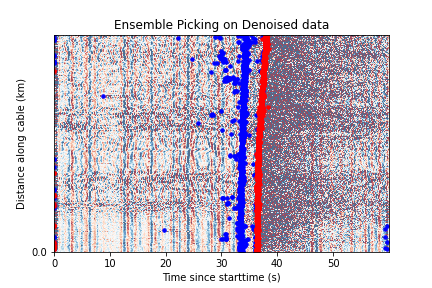 Ensemble Picking on Denoised data
Distance along cable (km)
0.0
0 10 20 30 40 50
Time since starttime (s)